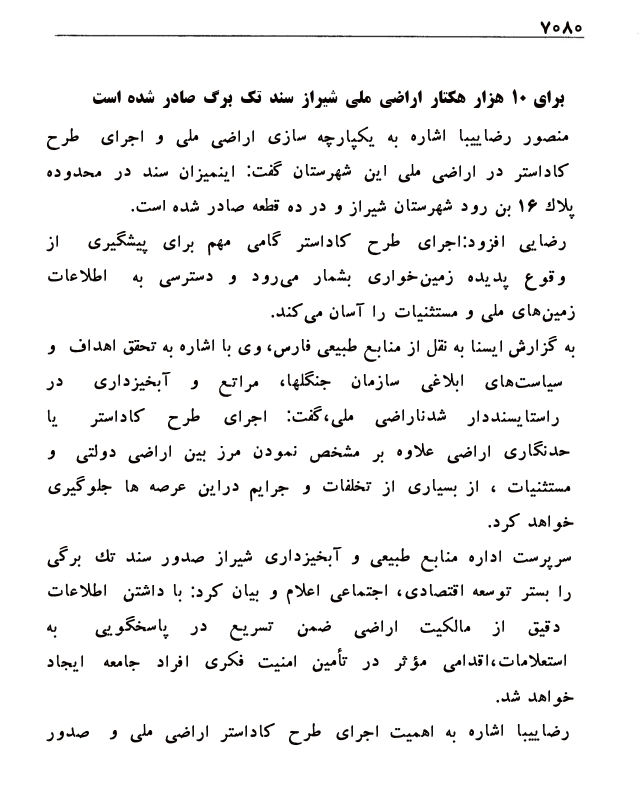 ۷۰۸۰
برای ۱۰ هزار هکتار اراضی ملی شیراز سند تک برگ صادر شده است
منصور رضاییبا اشاره به یکپارچه سازی اراضی ملی و اجرای طرح
کاداستر در اراضی ملی این شهرستان گفت: اینمیزان سند در محدوده
پلاك ۱۶ بن رود شهرستان شیراز و در ده قطعه صادر شده است.
رضایی افزود:اجرای طرح کاداستر گامی مهم برای پیشگیری از
وقوع پدیده زمین‌خواری بشمار می‌رود و دسترسی به اطلاعات
زمین‌های ملی و مستثنیات را آسان می‌کند.
به گزارش ایسنا به نقل از منابع طبیعی فارس، وی با اشاره به تحقق اهداف و
سیاست‌های ابلاغی سازمان جنگلها، مراتع و آبخیزداری در
راستایسنددار شدناراضی ملی،گفت: اجرای طرح کاداستر یا
حدنگاری اراضی علاوه بر مشخص نمودن مرز بین اراضی دولتی و
مستثنیات ، از بسیاری از تخلفات و جرایم دراین عرصه ها جلوگیری
خواهد کرد.
سرپرست اداره منابع طبیعی و آبخیزداری شیراز صدور سند تك برگی
را بستر توسعه اقتصادی، اجتماعی اعلام و بیان کرد: با داشتن اطلاعات
دقیق از مالکیت اراضی ضمن تسریع در پاسخگویی به
استعلامات،اقدامی مؤثر در تأمین امنیت فکری افراد جامعه ایجاد
خواهد شد.
رضاییبا اشاره به اهمیت اجرای طرح کاداستر اراضی ملی و صدور